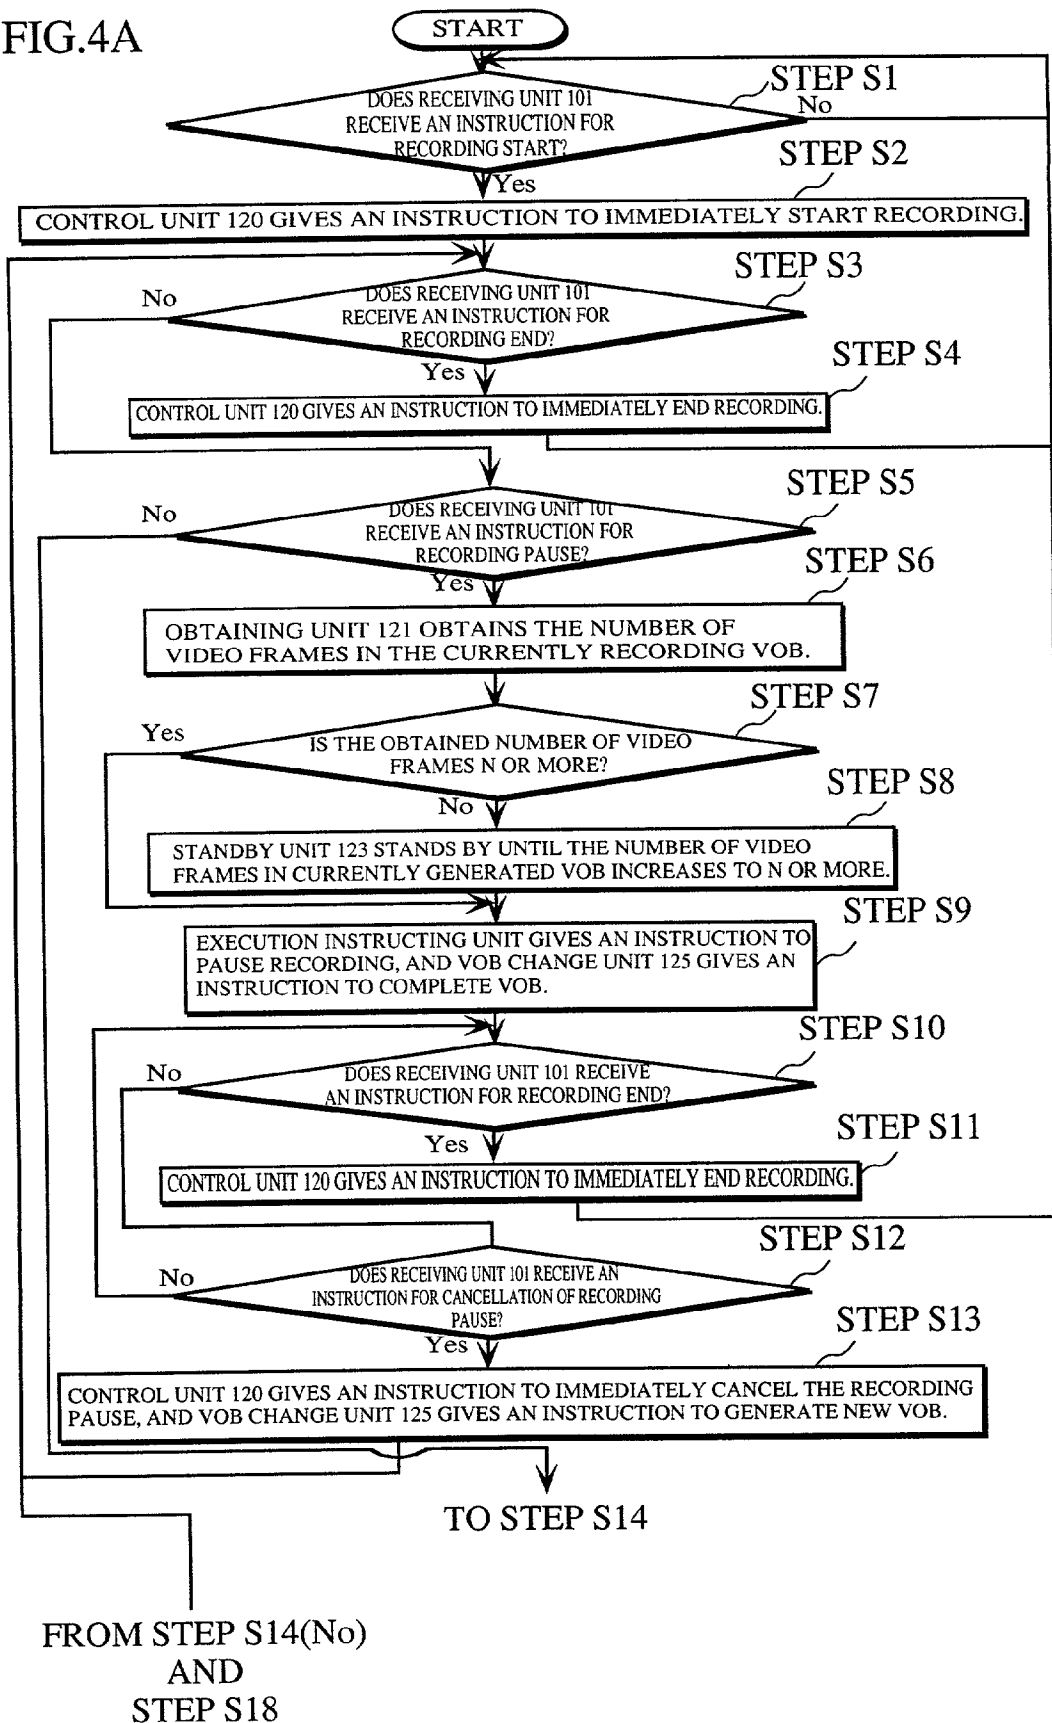 FIG.4A
START
STEP S1
DOES RECEIVING UNIT 101
RECEIVE AN INSTRUCTION FOR
RECORDING START?
No
Yes
STEP S2
CONTROL UNIT 120 GIVES AN INSTRUCTION TO IMMEDIATELY START RECORDING.
STEP S3
DOES RECEIVING UNIT 101
RECEIVE AN INSTRUCTION FOR
RECORDING END?
No
Yes
STEP S4
CONTROL UNIT 120 GIVES AN INSTRUCTION TO IMMEDIATELY END RECORDING.
STEP S5
DOES RECEIVING UNIT 101
RECEIVE AN INSTRUCTION FOR
RECORDING PAUSE?
No
Yes
STEP S6
OBTAINING UNIT 121 OBTAINS THE NUMBER OF
VIDEO FRAMES IN THE CURRENTLY RECORDING VOB.
STEP S7
IS THE OBTAINED NUMBER OF VIDEO
FRAMES N OR MORE?
Yes
No
STEP S8
STANDBY UNIT 123 STANDS BY UNTIL THE NUMBER OF VIDEO
FRAMES IN CURRENTLY GENERATED VOB INCREASES TO N OR MORE.
STEP S9
EXECUTION INSTRUCTING UNIT GIVES AN INSTRUCTION TO
PAUSE RECORDING, AND VOB CHANGE UNIT 125 GIVES AN
INSTRUCTION TO COMPLETE VOB.
STEP S10
DOES RECEIVING UNIT 101 RECEIVE
AN INSTRUCTION FOR RECORDING END?
No
Yes
STEP S11
CONTROL UNIT 120 GIVES AN INSTRUCTION TO IMMEDIATELY END RECORDING.
STEP S12
DOES RECEIVING UNIT 101 RECEIVE AN
INSTRUCTION FOR CANCELLATION OF RECORDING
PAUSE?
No
Yes
STEP S13
CONTROL UNIT 120 GIVES AN INSTRUCTION TO IMMEDIATELY CANCEL THE RECORDING
PAUSE, AND VOB CHANGE UNIT 125 GIVES AN INSTRUCTION TO GENERATE NEW VOB.
TO STEP S14
FROM STEP S14(No)
AND
STEP S18